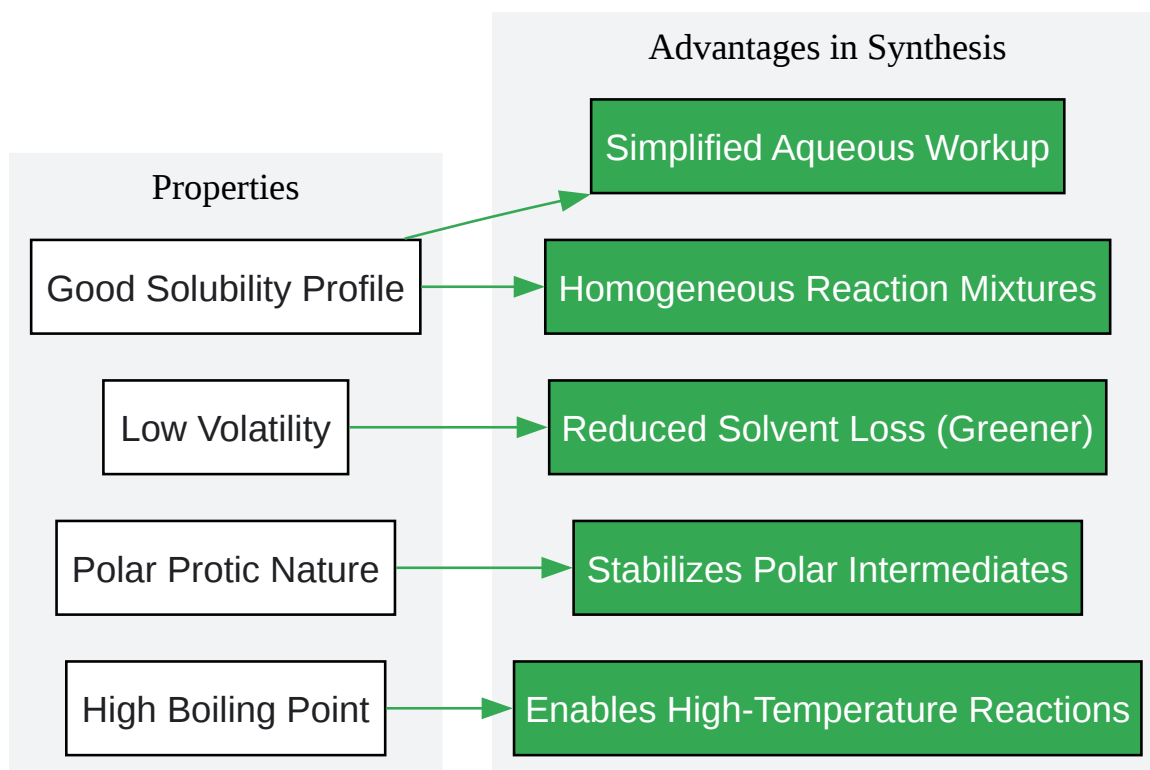 Advantages in Synthesis
Simplified Aqueous Workup
Properties
Good Solubility Profile
Homogeneous Reaction Mixtures
Low Volatility
Reduced Solvent Loss (Greener)
Polar Protic Nature
Stabilizes Polar Intermediates
High Boiling Point
Enables High-Temperature Reactions